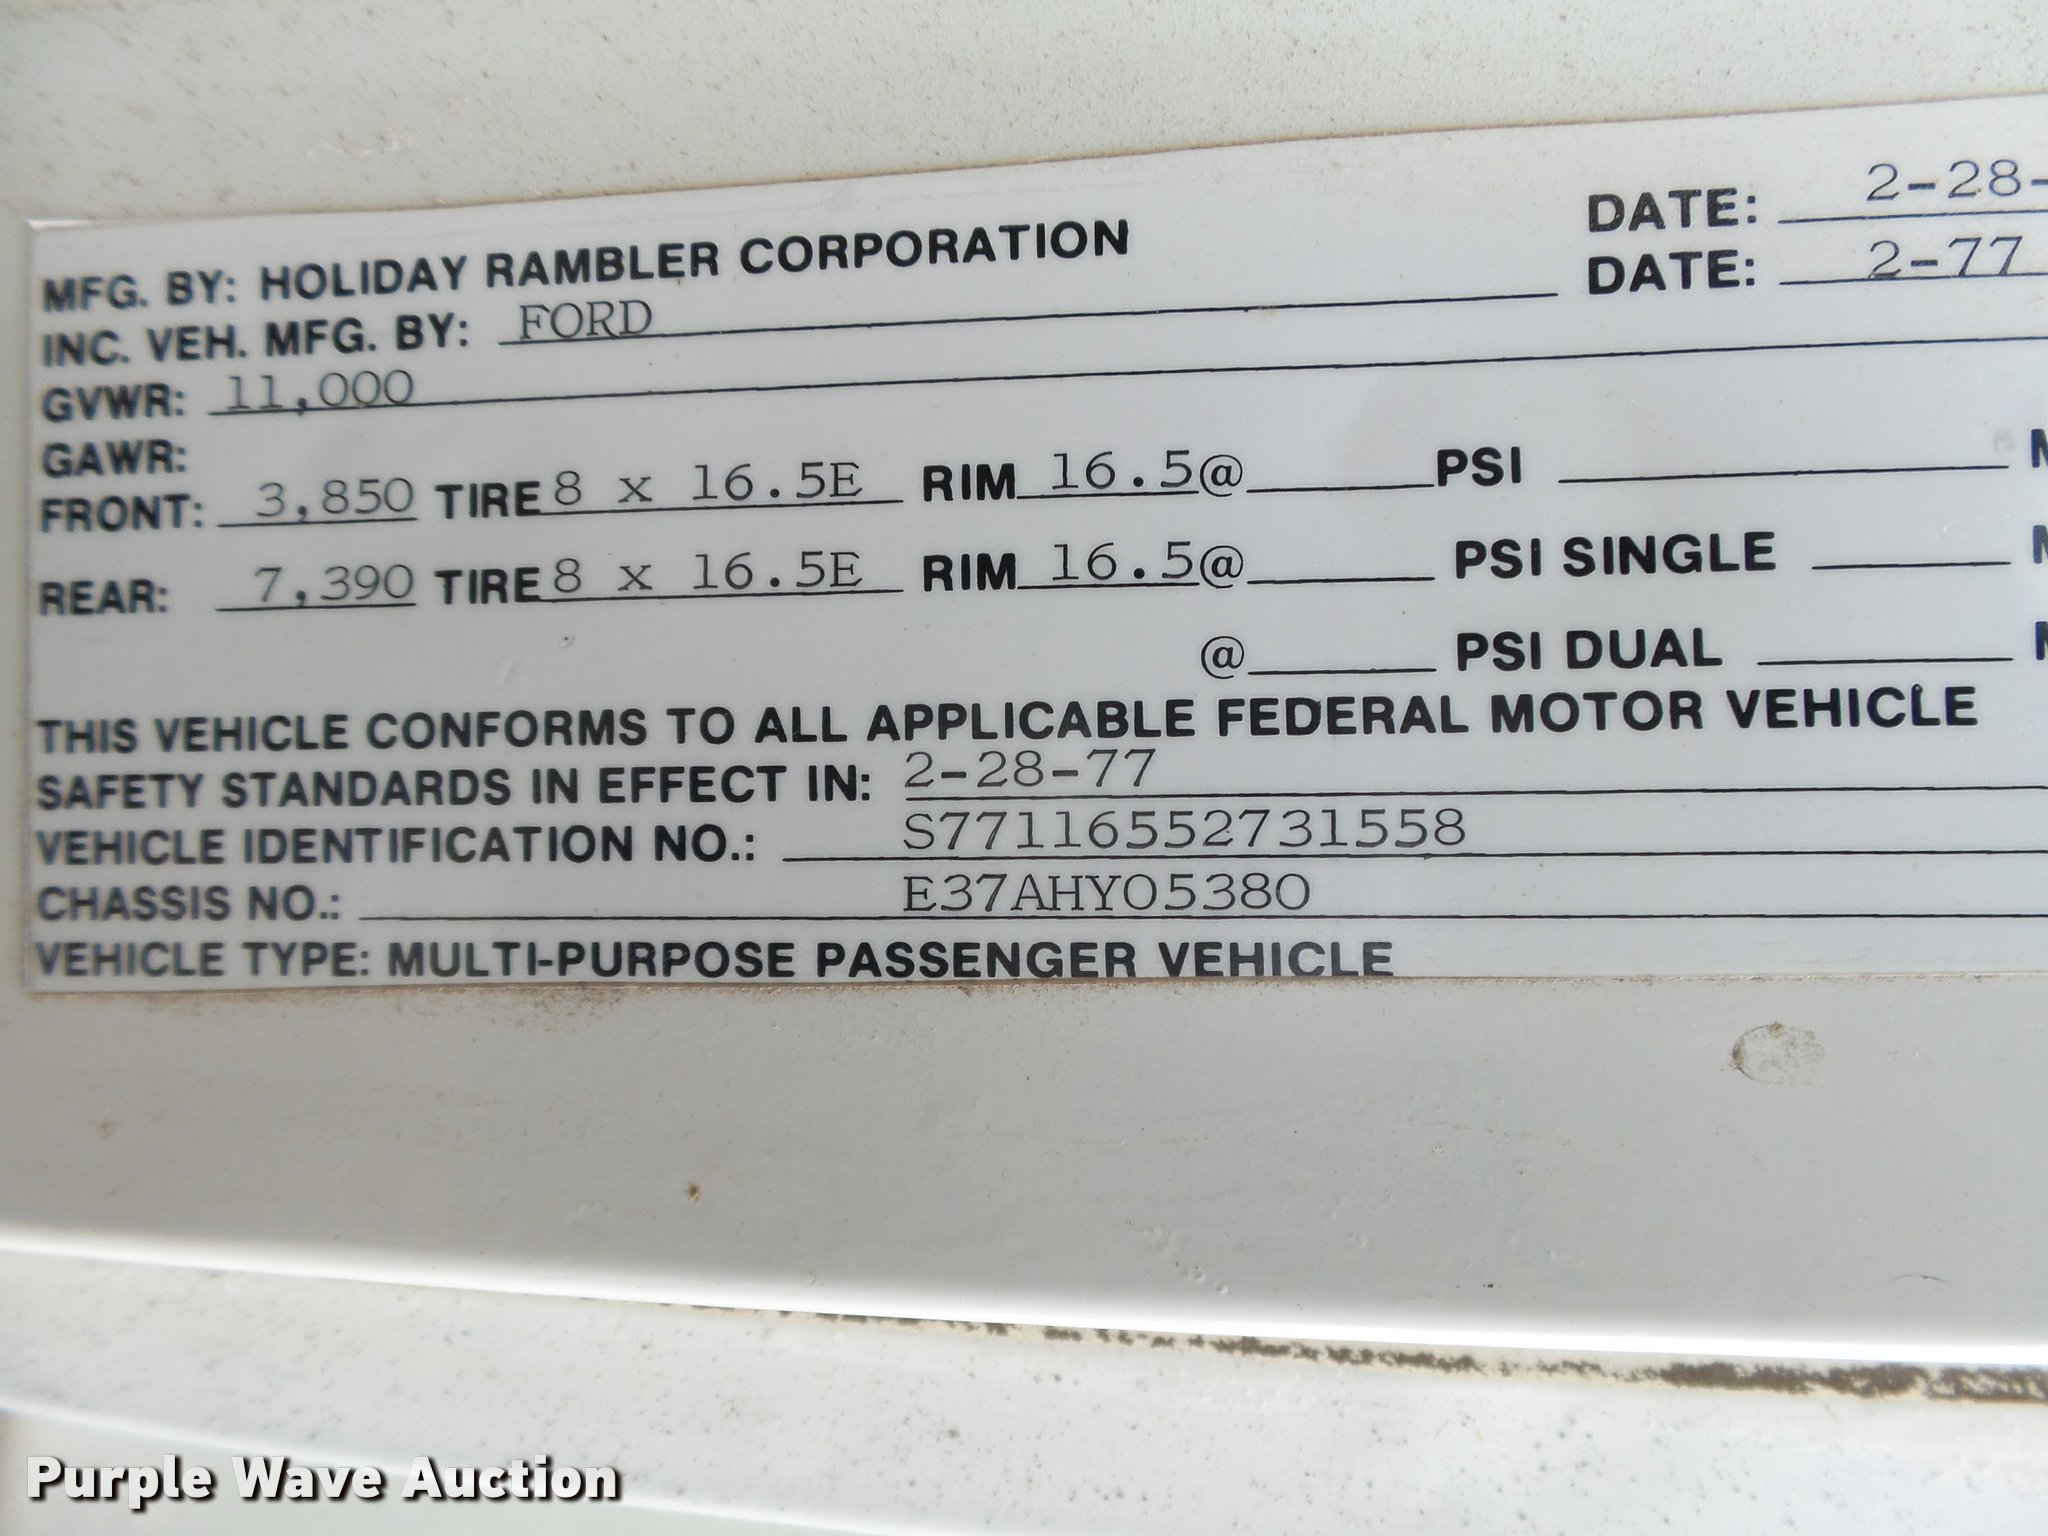 MFG. BY: HOLIDAY RAMBLER CORPORATION DATE: 2-28-
INC. VEH. MFG. BY: FORD DATE: 2-77
GVWR: 11,000
GAWR:
FRONT: 3,850 TIRE 8 x 16.5E RIM 16.5@ PSI
REAR: 7,390 TIRE 8 x 16.5E RIM 16.5@ PSI SINGLE
@ PSI DUAL
THIS VEHICLE CONFORMS TO ALL APPLICABLE FEDERAL MOTOR VEHICLE
SAFETY STANDARDS IN EFFECT IN: 2-28-77
VEHICLE IDENTIFICATION NO.: S77116552731558
CHASSIS NO.: E37AHY05380
VEHICLE TYPE: MULTI-PURPOSE PASSENGER VEHICLE
Purple Wave Auction